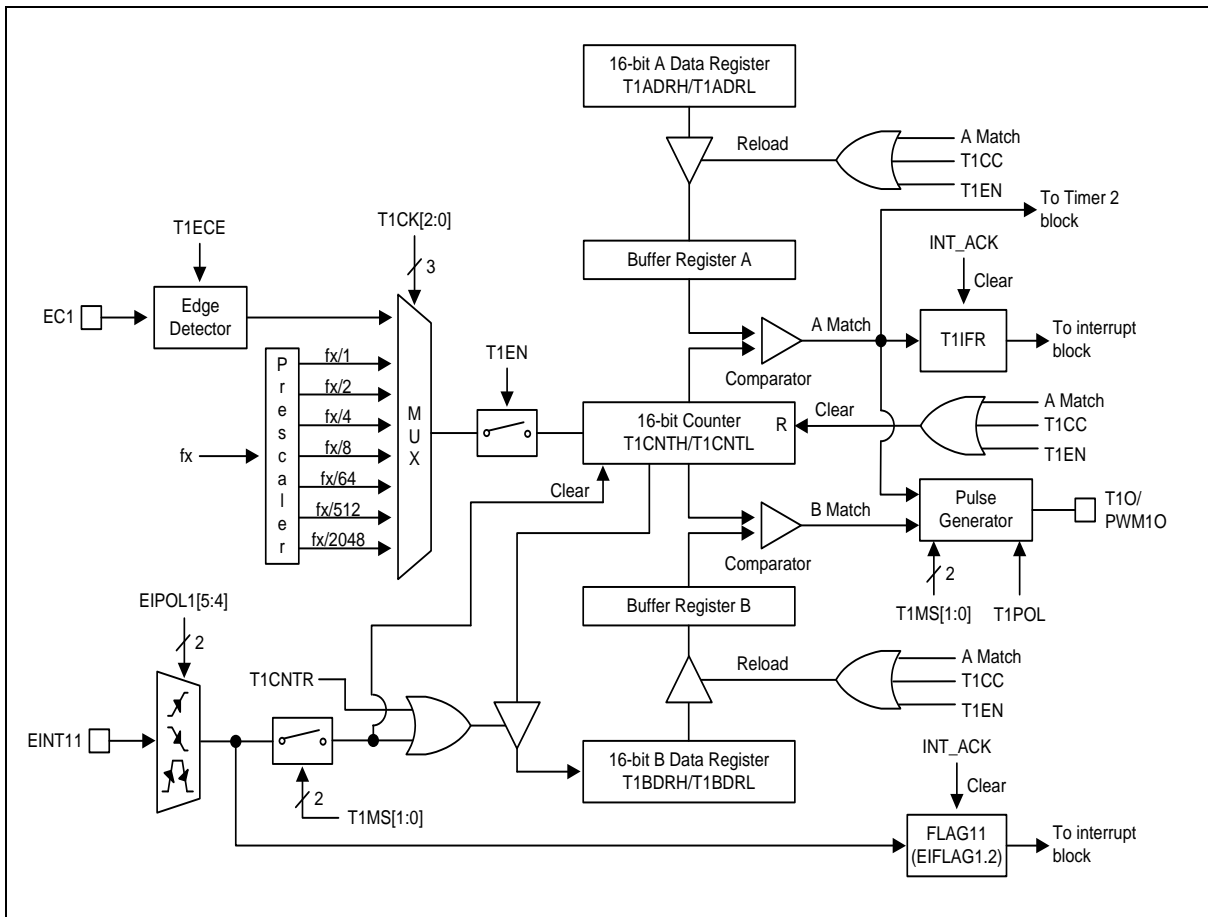 16-bit A Data Register
T1ADRH/T1ADRL
Reload
A Match
T1CC
T1EN
To Timer 2
block
T1ECE
T1CK[2:0]
3
INT_ACK
Clear
Buffer Register A
EC1
Edge
Detector
A Match
T1IFR
To interrupt
block
Comparator
Prescaler
fx/1
fx/2
fx/4
fx/8
fx/64
fx/512
fx/2048
fx
MUX
T1EN
16-bit Counter
T1CNTH/T1CNTL
R
Clear
A Match
T1CC
T1EN
Clear
B Match
Pulse
Generator
T1O/
PWM1O
Comparator
2
T1MS[1:0]
T1POL
Buffer Register B
EIPOL1[5:4]
2
Reload
A Match
T1CC
T1EN
T1CNTR
EINT11
2
T1MS[1:0]
16-bit B Data Register
T1BDRH/T1BDRL
INT_ACK
Clear
FLAG11
(EIFLAG1.2)
To interrupt
block